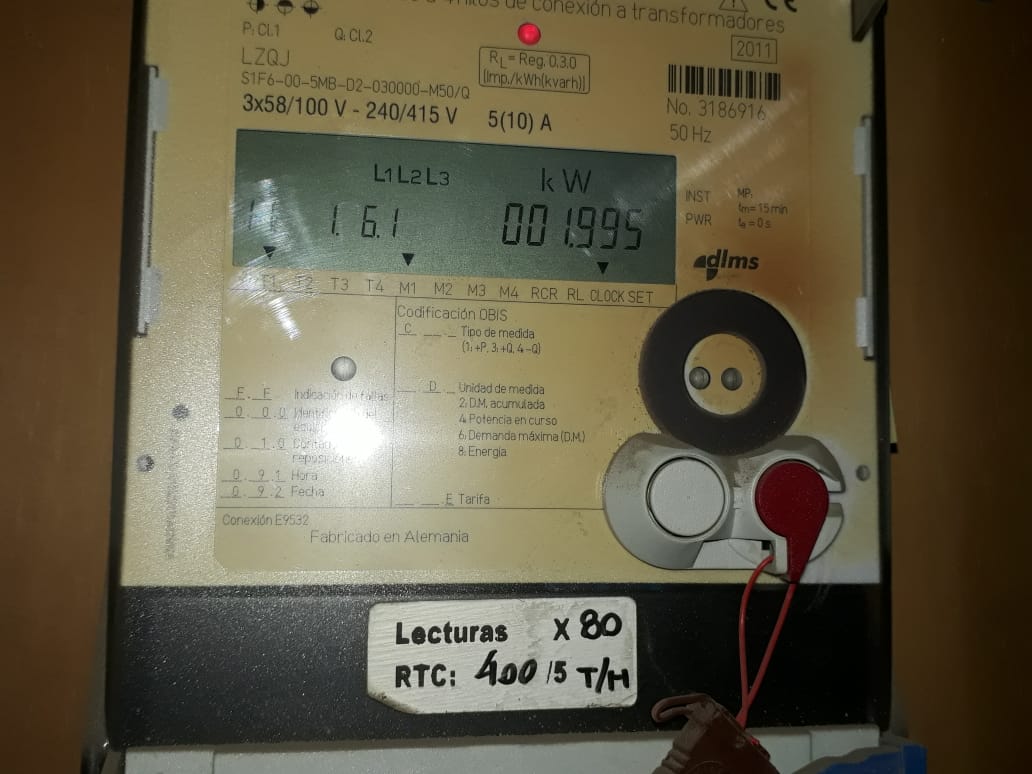 de conexión a transformadores
P: Cl.1
Q: Cl.2
2011
LZQJ
RL = Reg. 0.3.0
(Imp./kWh(kvarh))
S1F6-00-5MB-D2-030000-M50/Q
3x58/100 V - 240/415 V 5(10) A
No. 3186916
50 Hz
L1 L2 L3 kW
1.6.1 001.995
INST
PWR
MP:
tm=15 min
te=0 s
dlms
T1 T2 T3 T4 M1 M2 M3 M4 RCR RL CLOCK SET
Codificación OBIS
C _ _ Tipo de medida
(1: +P, 3: +Q, 4 -Q)
_ D _ Unidad de medida
2: D.M. acumulada
4: Potencia en curso
6: Demanda máxima (D.M.)
8: Energía
_ _ E Tarifa
F . F Indicación de fallas
0 . 0 . 0
0 . 1 . 0
reposición
0 . 9 . 1 Hora
0 . 9 . 2 Fecha
Conexión E9532
Fabricado en Alemania
Lecturas X 80
RTC: 400/5 T/H